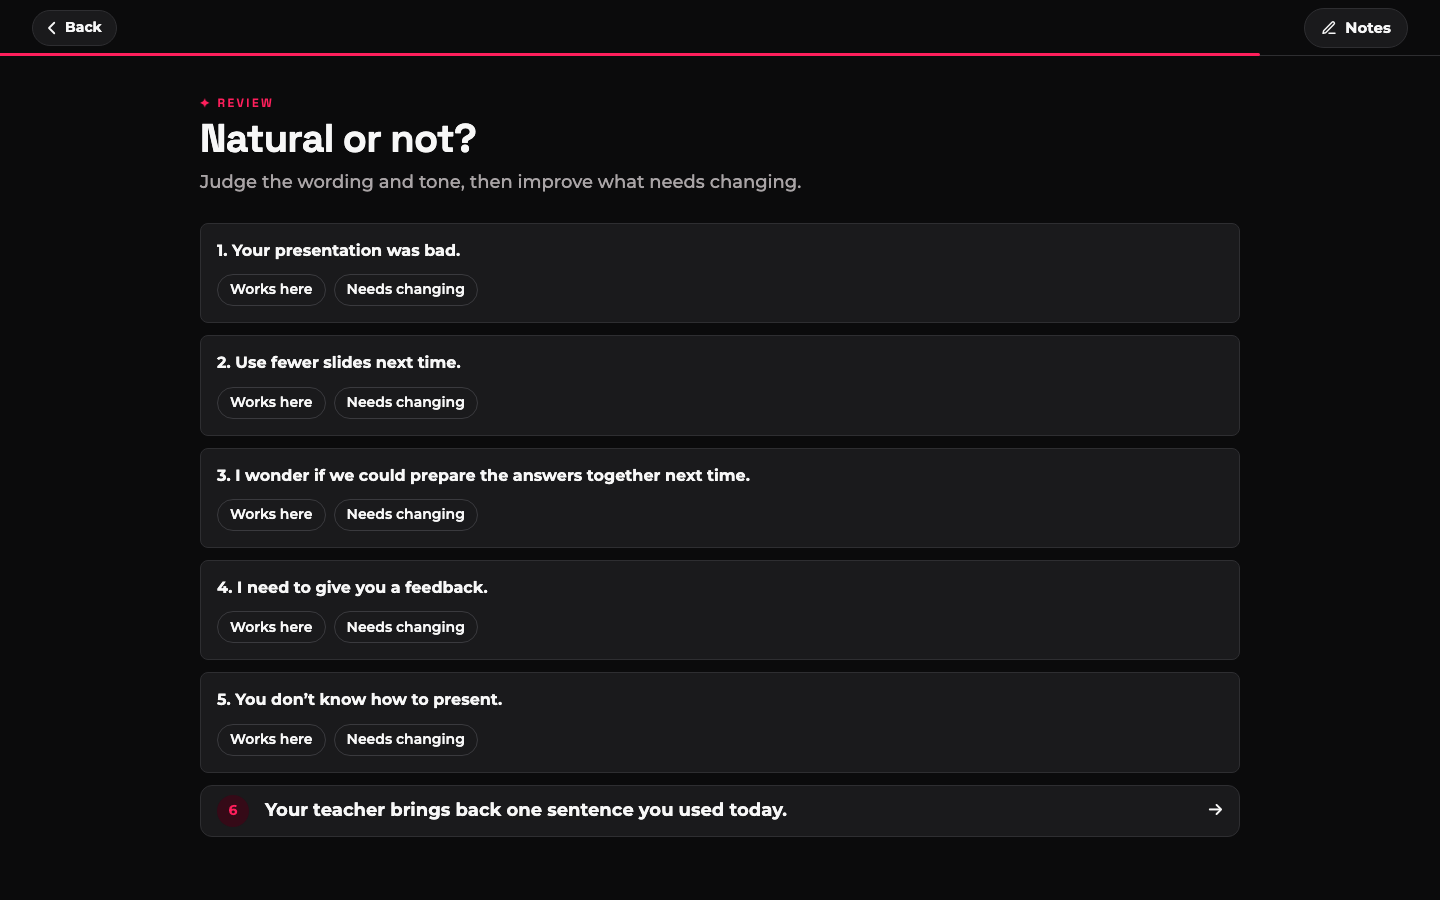 Back
Notes
REVIEW
Natural or not?
Judge the wording and tone, then improve what needs changing.
1. Your presentation was bad.
Works here
Needs changing
2. Use fewer slides next time.
Works here
Needs changing
3. I wonder if we could prepare the answers together next time.
Works here
Needs changing
4. I need to give you a feedback.
Works here
Needs changing
5. You don’t know how to present.
Works here
Needs changing
6 Your teacher brings back one sentence you used today.